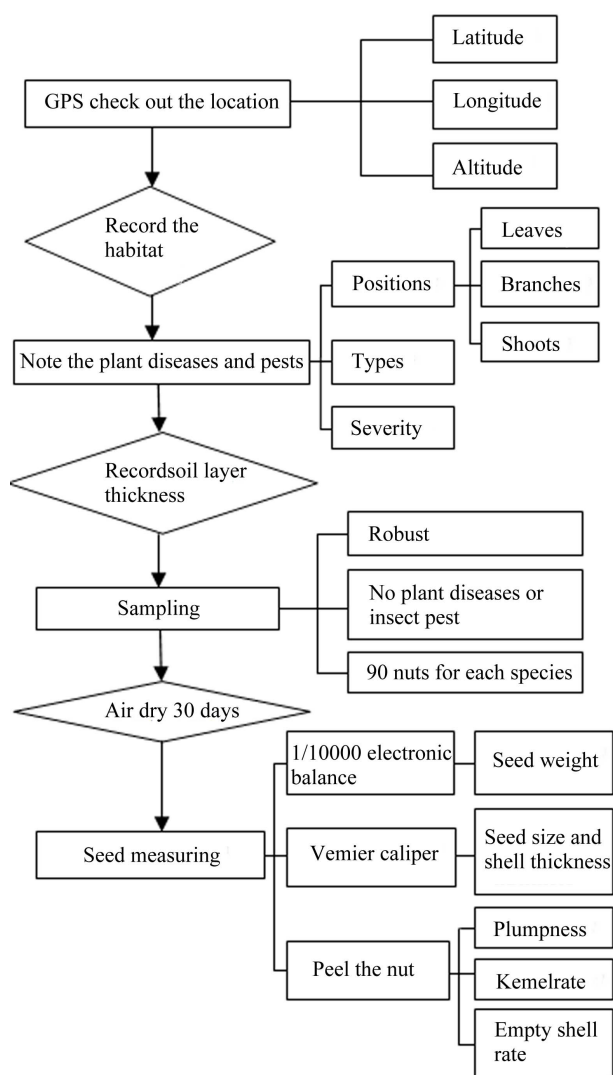 GPS check out the location
Latitude
Longitude
Altitude
Record the
habitat
Note the plant diseases and pests
Positions
Leaves
Branches
Shoots
Types
Severity
Recordsoil layer
thickness
Sampling
Robust
No plant diseases or
insect pest
90 nuts for each species
Air dry 30 days
Seed measuring
1/10000 electronic
balance
Seed weight
Vemier caliper
Seed size and
shell thickness
Peel the nut
Plumpness
Kemelrate
Empty shell
rate